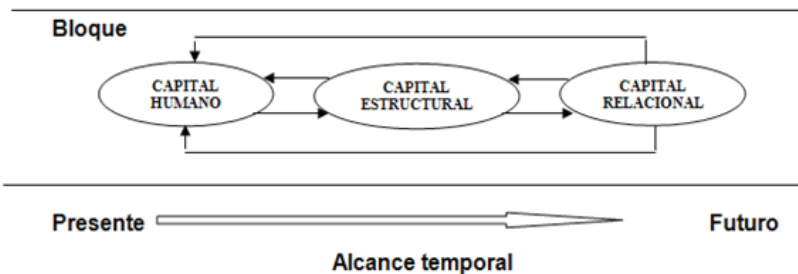 Bloque
CAPITAL
HUMANO
CAPITAL
ESTRUCTURAL
CAPITAL
RELACIONAL
Presente
Futuro
Alcance temporal